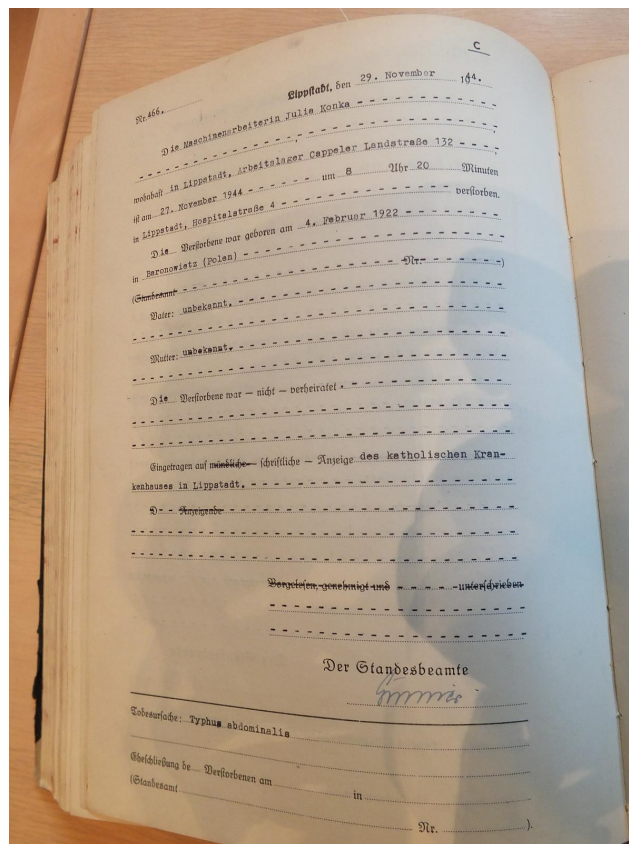 C
Nr. 466.
Lippstadt, den 29. November 1944.
Die Maschinenarbeiterin Julia Konka
wohnhaft in Lippstadt, Arbeitslager Cappeler Landstraße 132
ist am 27. November 1944 um 8 Uhr 20 Minuten
in Lippstadt, Hospitalstraße 4 verstorben.
Die Verstorbene war geboren am 4. Februar 1922
in Baronowietz (Polen)
(Standesamt Nr. )
Vater: unbekannt.
Mutter: unbekannt.
Die Verstorbene war – nicht – verheiratet.
Eingetragen auf mündliche – schriftliche – Anzeige des katholischen Kran-
kenhauses in Lippstadt.
D Anzeigende
Vorgelesen, genehmigt und unterschrieben
Der Standesbeamte
Todesursache: Typhus abdominalis
Eheschließung de Verstorbenen am in
(Standesamt Nr. ).